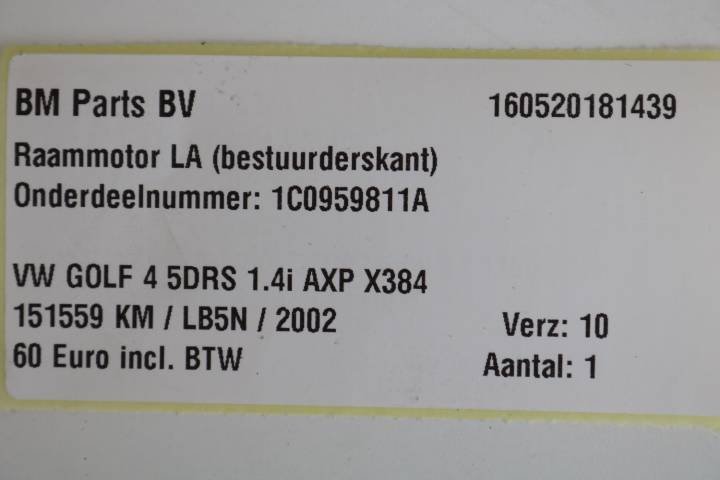 BM Parts BV 160520181439
Raammotor LA (bestuurderskant)
Onderdeelnummer: 1C0959811A
VW GOLF 4 5DRS 1.4i AXP X384
151559 KM / LB5N / 2002 Verz: 10
60 Euro incl. BTW Aantal: 1